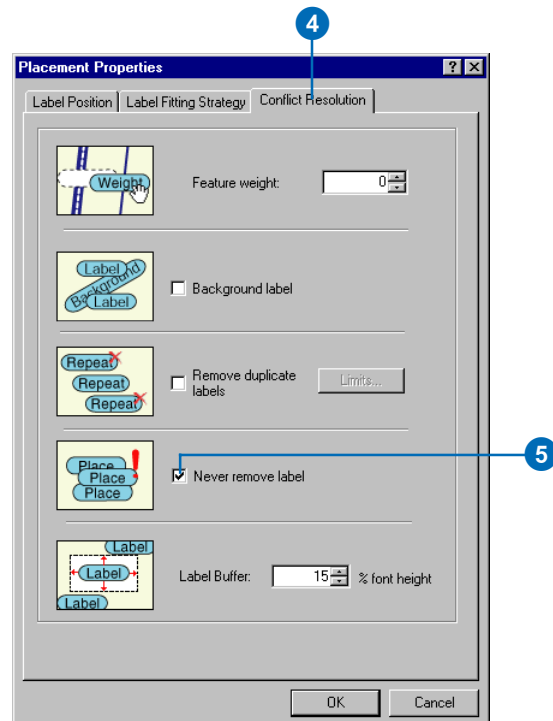 4
Placement Properties
Label Position
Label Fitting Strategy
Conflict Resolution
Weight
Feature weight:
0
Label
Background
Label
Background label
Repeat
Repeat
Repeat
Remove duplicate
labels
Limits...
Place
Place
Place
Never remove label
5
Label
Label
Label
Label Buffer:
15
% font height
OK
Cancel